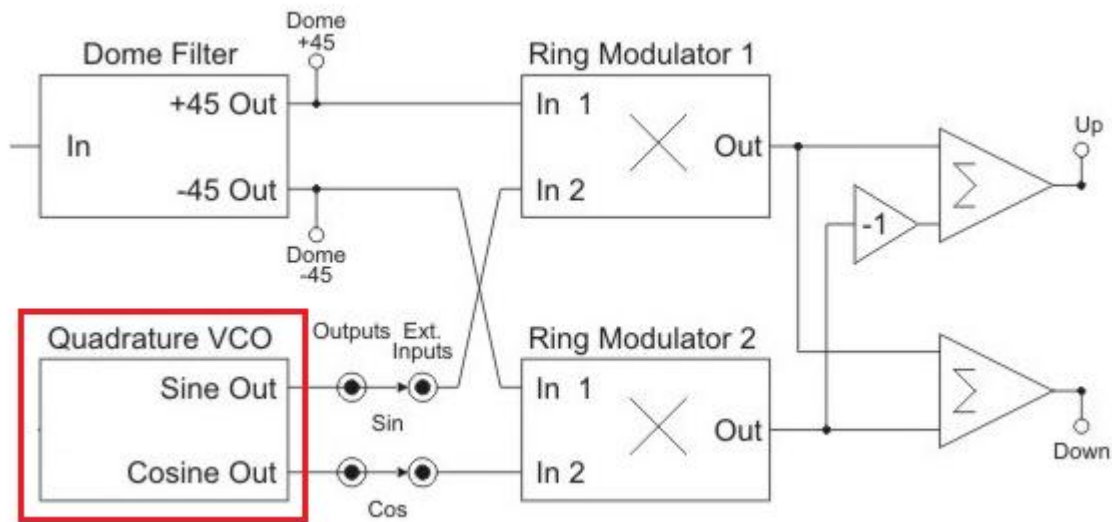 Dome
+45
Dome Filter
Ring Modulator 1
+45 Out
In 1
In
Out
Up
Σ
-45 Out
In 2
-1
Dome
-45
Quadrature VCO
Outputs
Ext.
Inputs
Ring Modulator 2
Sine Out
In 1
Sin
Σ
Out
Down
Cosine Out
In 2
Cos